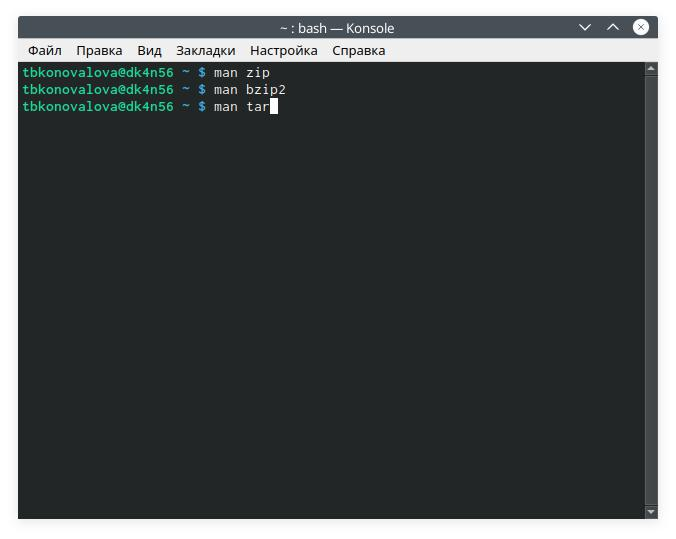 ~ : bash — Konsole
Файл Правка Вид Закладки Настройка Справка
tbkonovalova@dk4n56 ~ $ man zip
tbkonovalova@dk4n56 ~ $ man bzip2
tbkonovalova@dk4n56 ~ $ man tar